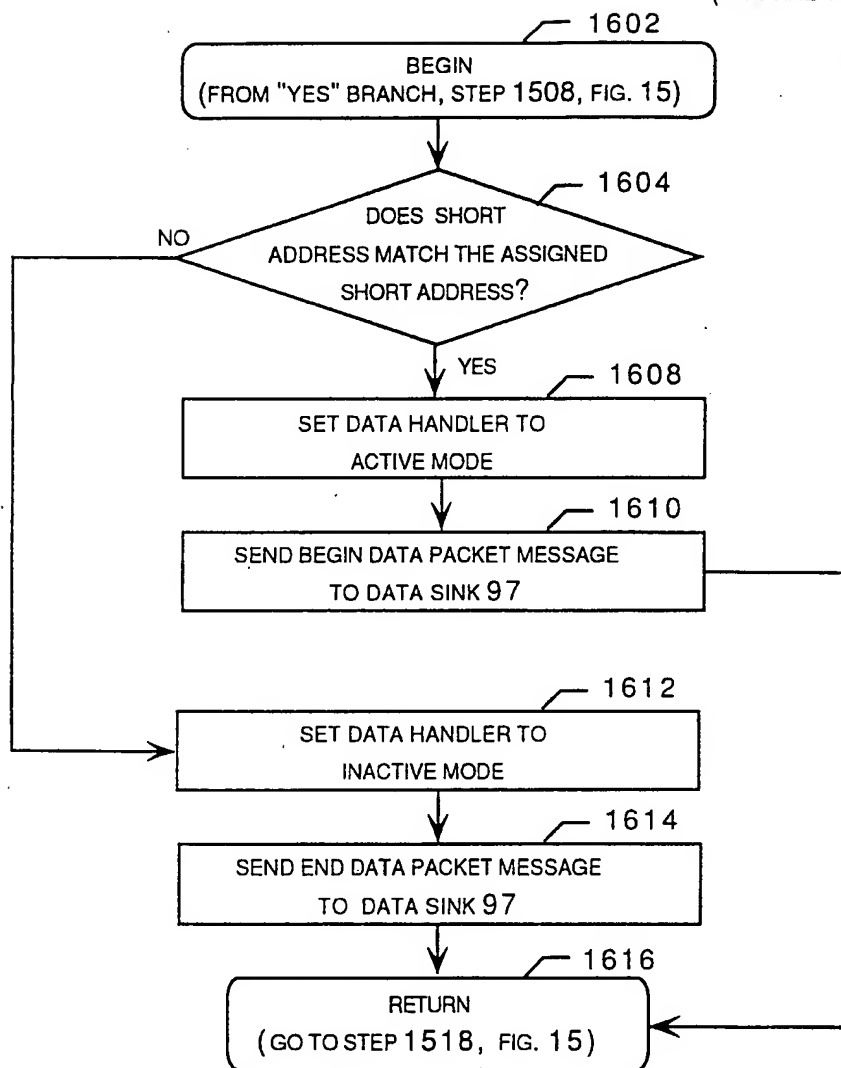 1602
BEGIN
(FROM "YES" BRANCH, STEP 1508, FIG. 15)
1604
DOES SHORT
ADDRESS MATCH THE ASSIGNED
SHORT ADDRESS?
NO
YES
1608
SET DATA HANDLER TO
ACTIVE MODE
1610
SEND BEGIN DATA PACKET MESSAGE
TO DATA SINK 97
1612
SET DATA HANDLER TO
INACTIVE MODE
1614
SEND END DATA PACKET MESSAGE
TO DATA SINK 97
1616
RETURN
(GO TO STEP 1518, FIG. 15)